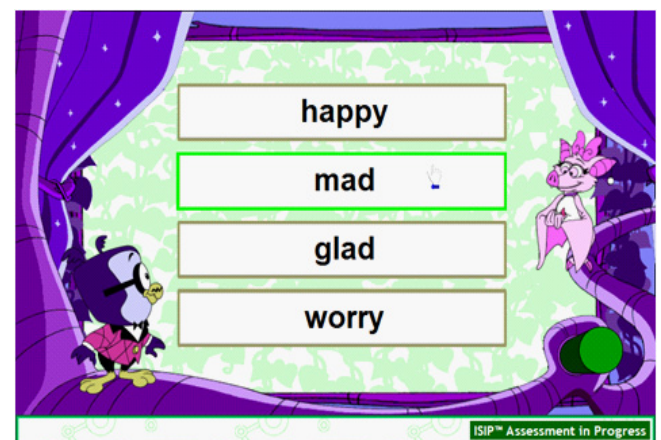 happy
mad
glad
worry
ISIP™ Assessment in Progress